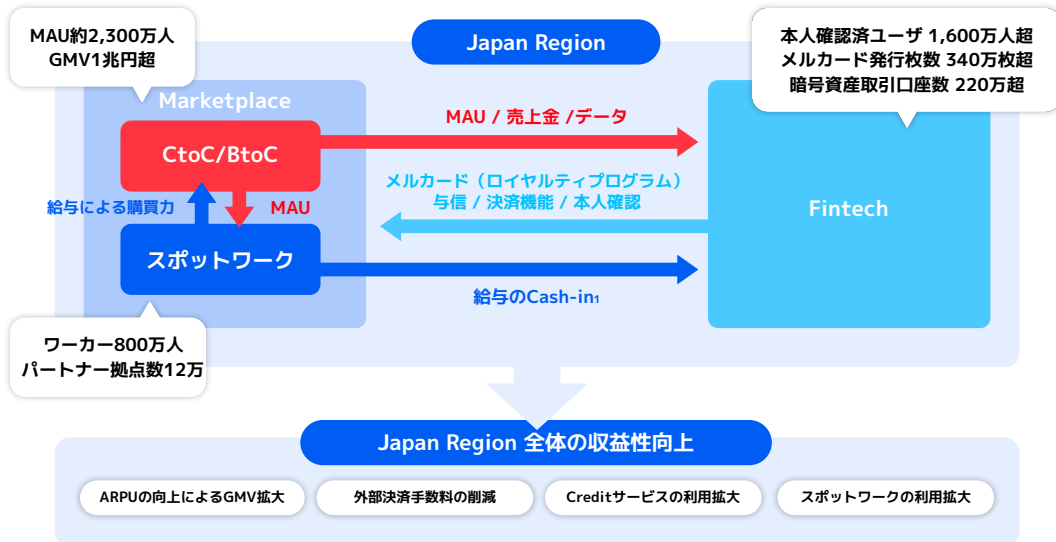 MAU約2,300万人
GMV1兆円超
Japan Region
本人確認済ユーザ 1,600万人超
メルカード発行枚数 340万枚超
暗号資産取引口座数 220万超
Marketplace
CtoC/BtoC
MAU / 売上金 /データ
メルカード（ロイヤルティプログラム）
与信 / 決済機能 / 本人確認
給与による購買力
MAU
Fintech
スポットワーク
給与のCash-in1
ワーカー800万人
パートナー拠点数12万
Japan Region 全体の収益性向上
ARPUの向上によるGMV拡大
外部決済手数料の削減
Creditサービスの利用拡大
スポットワークの利用拡大